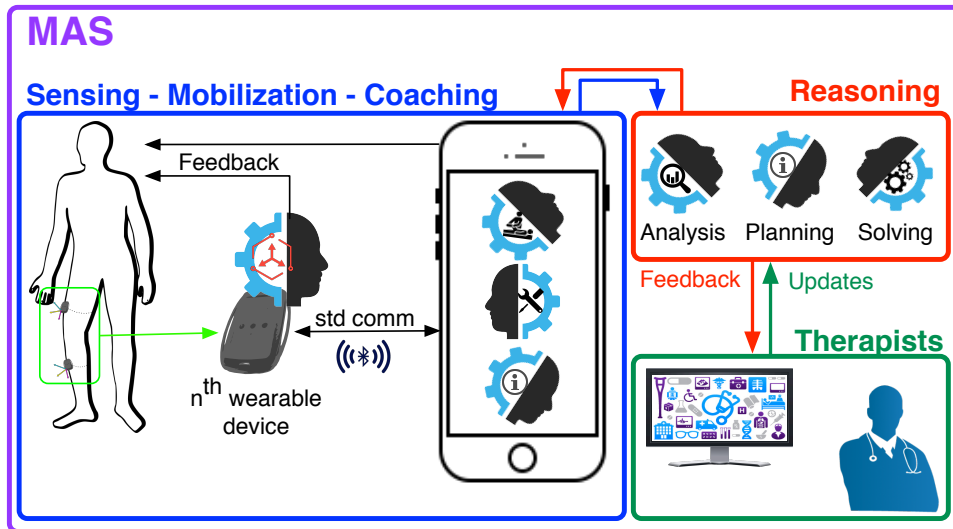 MAS
Sensing - Mobilization - Coaching
Feedback
std comm
nth wearable
device
Reasoning
Analysis Planning Solving
Feedback
Updates
Therapists